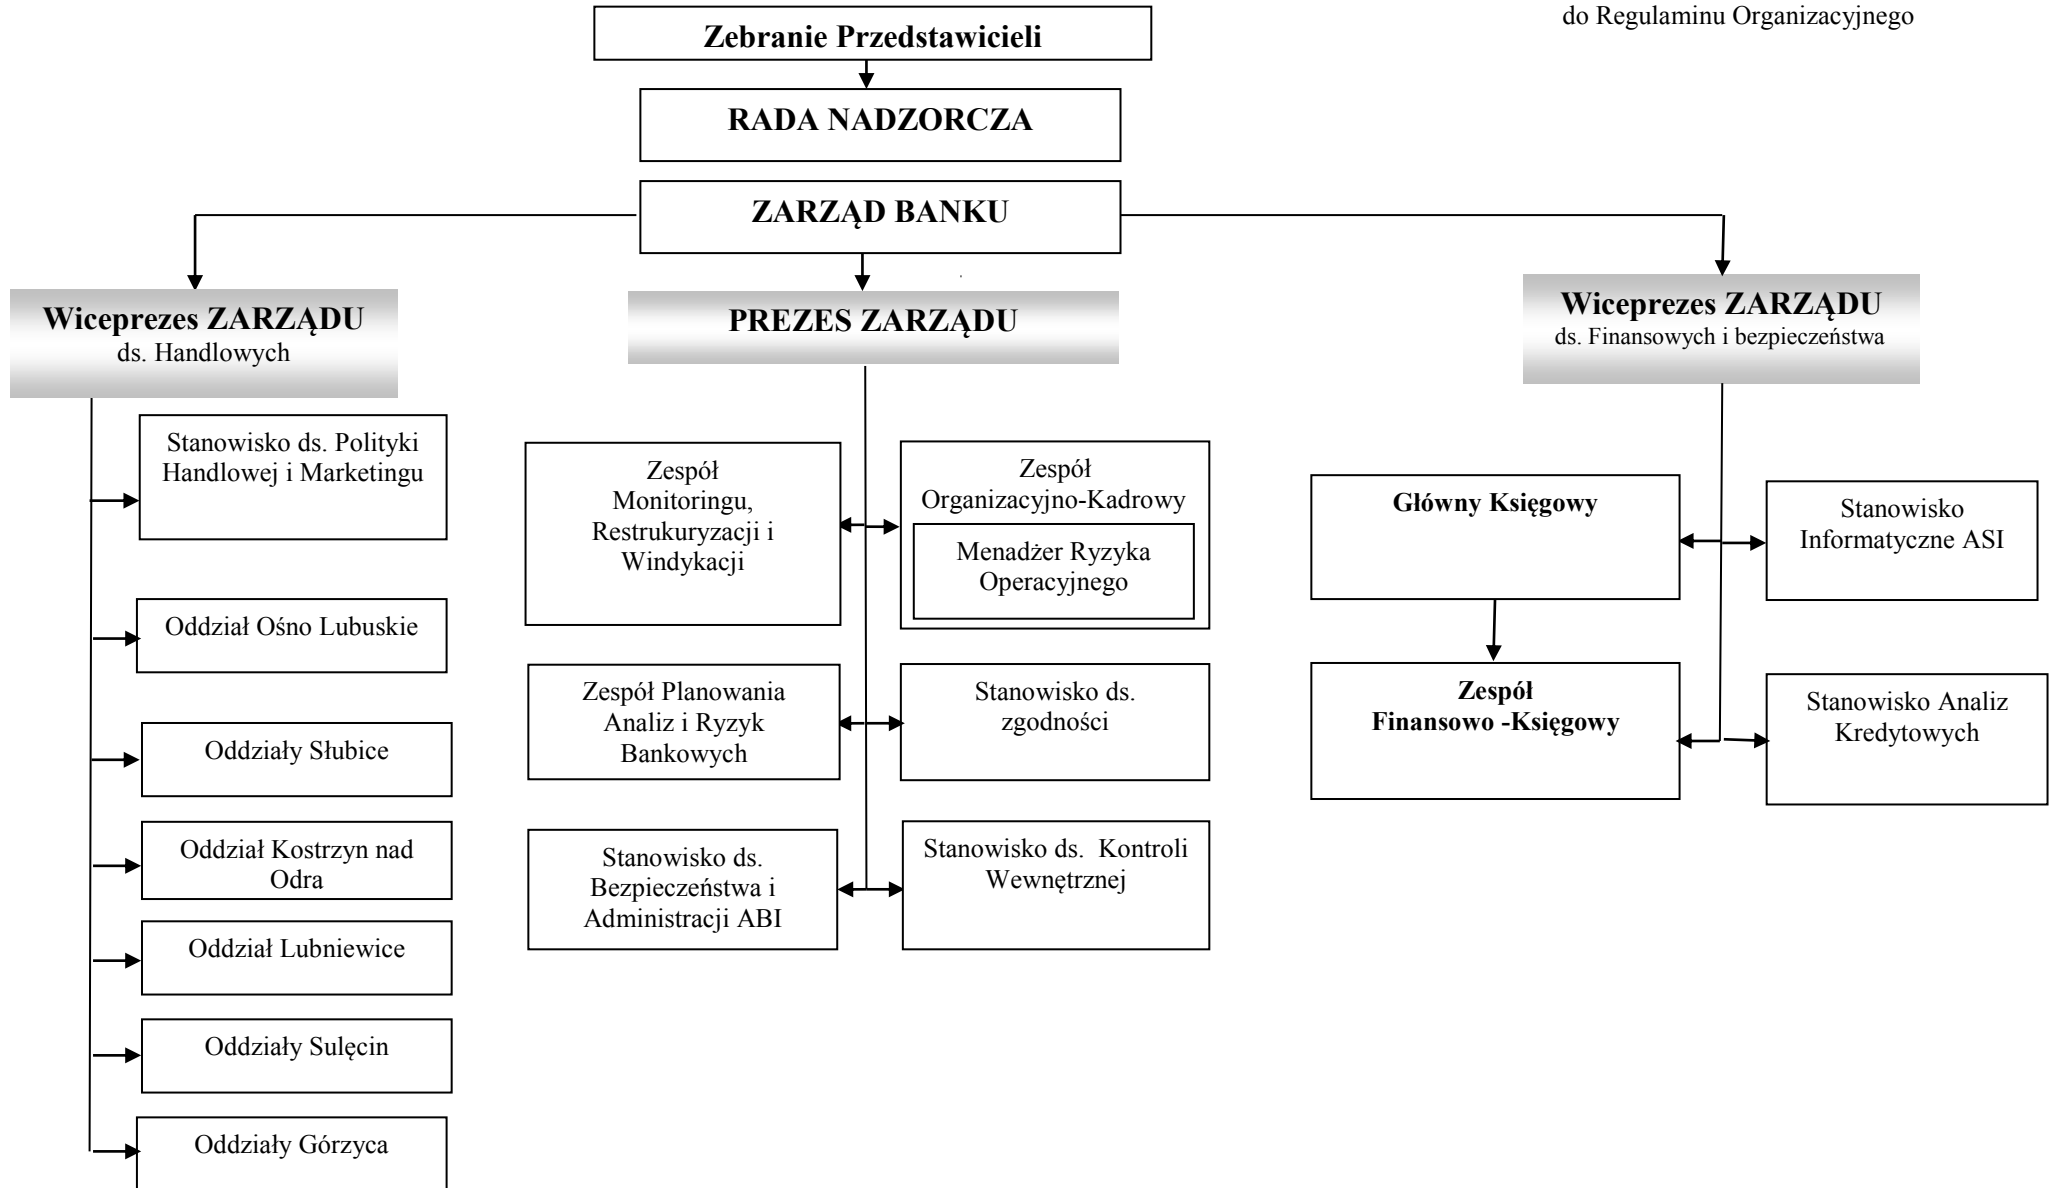 do Regulaminu Organizacyjnego
Zebranie Przedstawicieli
RADA NADZORCZA
ZARZĄD BANKU
Wiceprezes ZARZĄDU
ds. Handlowych
PREZES ZARZĄDU
Wiceprezes ZARZĄDU
ds. Finansowych i bezpieczeństwa
Stanowisko ds. Polityki
Handlowej i Marketingu
Oddział Ośno Lubuskie
Oddziały Słubice
Oddział Kostrzyn nad
Odra
Oddział Lubniewice
Oddziały Sulęcin
Oddziały Górzyca
Zespół
Monitoringu,
Restrukuryzacji i
Windykacji
Zespół
Organizacyjno-Kadrowy
Menadżer Ryzyka
Operacyjnego
Zespół Planowania
Analiz i Ryzyk
Bankowych
Stanowisko ds.
zgodności
Stanowisko ds.
Bezpieczeństwa i
Administracji ABI
Stanowisko ds. Kontroli
Wewnętrznej
Główny Księgowy
Stanowisko
Informatyczne ASI
Zespół
Finansowo -Księgowy
Stanowisko Analiz
Kredytowych